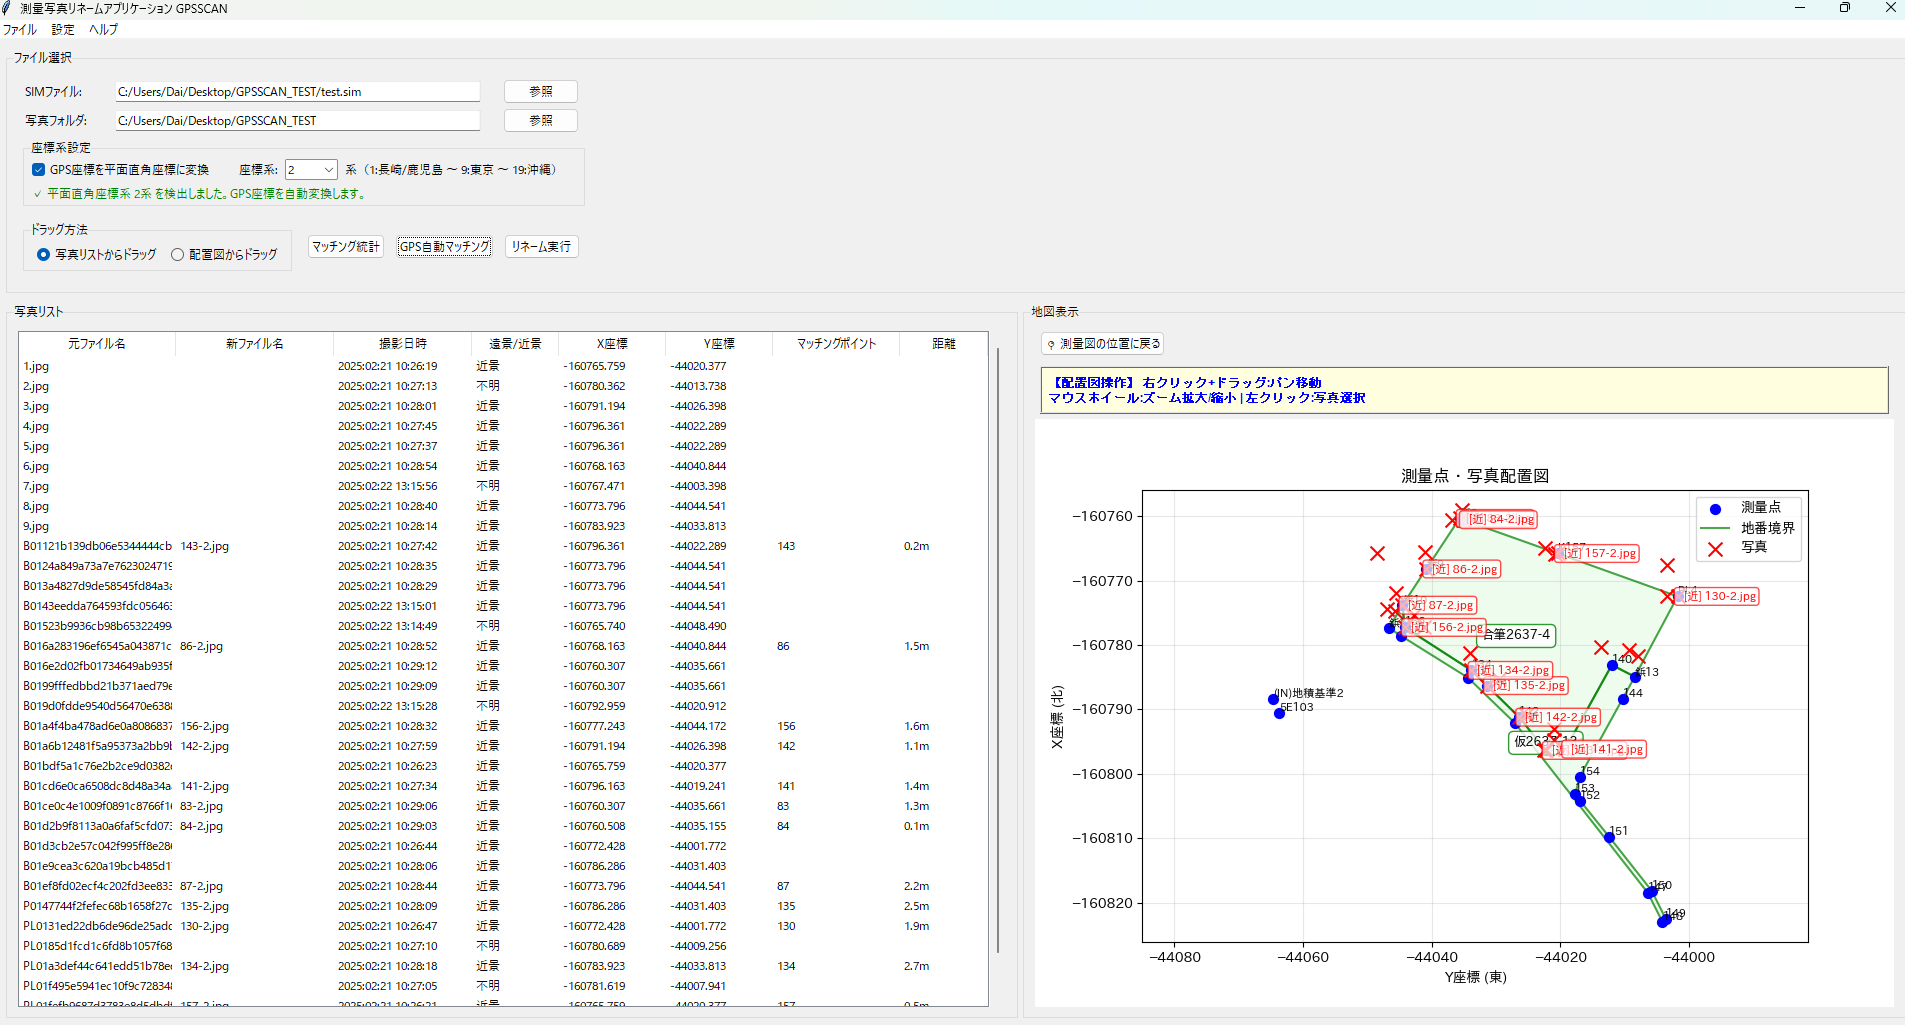 測量写真リネームアプリケーション GPSSCAN
ファイル 設定 ヘルプ
ファイル選択
SIMファイル: C:/Users/Dai/Desktop/GPSSCAN_TEST/test.sim 参照
写真フォルダ: C:/Users/Dai/Desktop/GPSSCAN_TEST 参照
座標系設定
GPS座標を平面直角座標に変換 座標系: 2 系（1:長崎/鹿児島 ～ 9:東京 ～ 19:沖縄）
✓ 平面直角座標系 2系 を検出しました。GPS座標を自動変換します。
ドラッグ方法
写真リストからドラッグ 配置図からドラッグ マッチング統計 GPS自動マッチング リネーム実行
写真リスト
元ファイル名 新ファイル名 撮影日時 遠景/近景 X座標 Y座標 マッチングポイント 距離
1.jpg 2025:02:21 10:26:19 近景 -160765.759 -44020.377
2.jpg 2025:02:21 10:27:13 不明 -160780.362 -44013.738
3.jpg 2025:02:21 10:28:01 近景 -160791.194 -44026.398
4.jpg 2025:02:21 10:27:45 近景 -160796.361 -44022.289
5.jpg 2025:02:21 10:27:37 近景 -160796.361 -44022.289
6.jpg 2025:02:21 10:28:54 近景 -160768.163 -44040.844
7.jpg 2025:02:22 13:15:56 不明 -160767.471 -44003.398
8.jpg 2025:02:21 10:28:40 近景 -160773.796 -44044.541
9.jpg 2025:02:21 10:28:14 近景 -160783.923 -44033.813
B01121b139db06e5344444cb 143-2.jpg 2025:02:21 10:27:42 近景 -160796.361 -44022.289 143 0.2m
B0124a849a73a7e7623024719 2025:02:21 10:28:35 近景 -160773.796 -44044.541
B013a4827d9de58545fd84a3a 2025:02:21 10:28:29 近景 -160773.796 -44044.541
B0143eedda764593fdc056463 2025:02:22 13:15:01 近景 -160773.796 -44044.541
B01523b9936cb98b65322499 2025:02:22 13:14:49 不明 -160765.740 -44048.490
B016a283196ef6545a043871c 86-2.jpg 2025:02:21 10:28:52 近景 -160768.163 -44040.844 86 1.5m
B016e2d02fb01734649ab935f 2025:02:21 10:29:12 近景 -160760.307 -44035.661
B0199fffedbbd21b371aed79e 2025:02:21 10:29:09 近景 -160760.307 -44035.661
B019d0fdde9540d56470e6388 2025:02:22 13:15:28 不明 -160792.959 -44020.912
B01a4f4ba478ad6e0a8086837 156-2.jpg 2025:02:21 10:28:32 近景 -160777.243 -44044.172 156 1.6m
B01a6b12481f5a95373a2bb9b 142-2.jpg 2025:02:21 10:27:59 近景 -160791.194 -44026.398 142 1.1m
B01bdf5a1c76e2b2ce9d0382c 2025:02:21 10:26:23 近景 -160765.759 -44020.377
B01cd6e0ca6508dc8d48a34a 141-2.jpg 2025:02:21 10:27:34 近景 -160796.163 -44019.241 141 1.4m
B01ce0c4e1009f0891c8766f1 83-2.jpg 2025:02:21 10:29:06 近景 -160760.307 -44035.661 83 1.3m
B01d2b9f8113a0a6faf5cfd073 84-2.jpg 2025:02:21 10:29:03 近景 -160760.508 -44035.155 84 0.1m
B01d3cb2e57c042f995ff8e28 2025:02:21 10:26:44 近景 -160772.428 -44001.772
B01e9cea3c620a19bcb485d1 2025:02:21 10:28:06 近景 -160786.286 -44031.403
B01ef8fd02ecf4c202fd3ee833 87-2.jpg 2025:02:21 10:28:44 近景 -160773.796 -44044.541 87 2.2m
P0147744f2fefec68b1658f27c 135-2.jpg 2025:02:21 10:28:09 近景 -160786.286 -44031.403 135 2.5m
PL0131ed22db6de96de25adc 130-2.jpg 2025:02:21 10:26:47 近景 -160772.428 -44001.772 130 1.9m
PL0185d1fcd1c6fd8b1057f68 2025:02:21 10:27:10 不明 -160780.689 -44009.256
PL01a3def44c641edd51b78e 134-2.jpg 2025:02:21 10:28:18 近景 -160783.923 -44033.813 134 2.7m
PL01f495e5941ec10f9c72834 2025:02:21 10:27:05 不明 -160781.619 -44007.941
157-2.jpg 2025:02:21 10:26:21 近景 -160765.759 -44020.377 157 0.5m
地図表示
測量図の位置に戻る
【配置図操作】 右クリック+ドラッグ:パン移動
マウスホイール:ズーム拡大/縮小 | 左クリック:写真選択
測量点・写真配置図
測量点
地番境界
写真
[近] 84-2.jpg
[近] 157-2.jpg
[近] 86-2.jpg
[近] 130-2.jpg
[近] 87-2.jpg
[近] 156-2.jpg
合筆2637-4
[近] 134-2.jpg
[近] 135-2.jpg
140
鋲13
144
(IN)地積基準2
5E103
[近] 142-2.jpg
[近] 141-2.jpg
154
153
152
151
150
149
−160760
−160770
−160780
−160790
−160800
−160810
−160820
X座標 (北)
−44080 −44060 −44040 −44020 −44000
Y座標 (東)